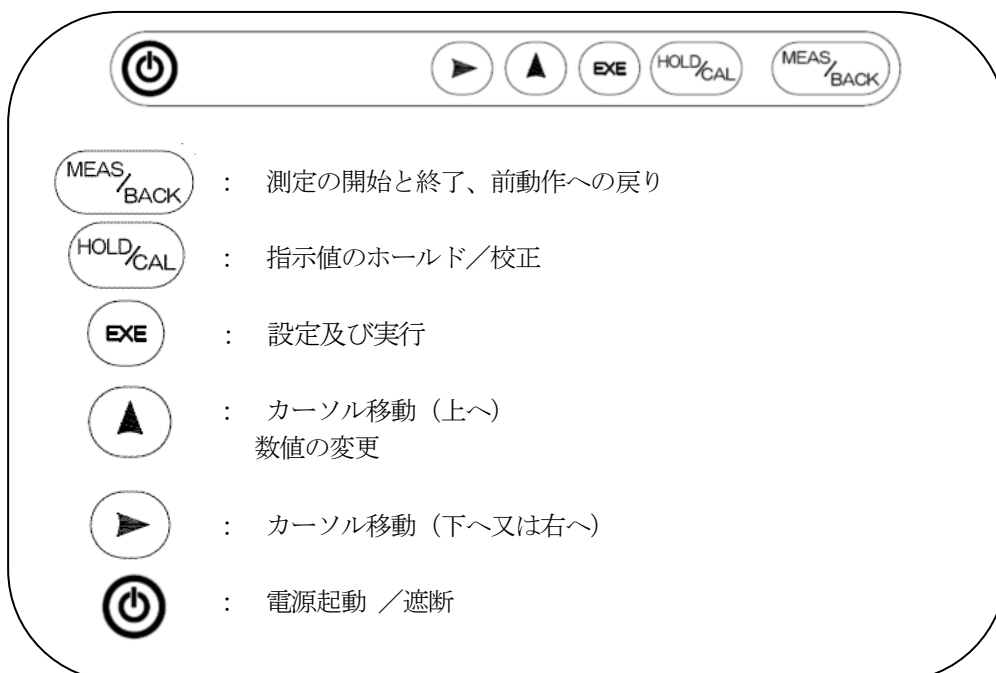 EXE HOLD/CAL MEAS/BACK
MEAS/BACK : 測定の開始と終了、前動作への戻り
HOLD/CAL : 指示値のホールド／校正
EXE : 設定及び実行
: カーソル移動（上へ）
数値の変更
: カーソル移動（下へ又は右へ）
: 電源起動 ／遮断